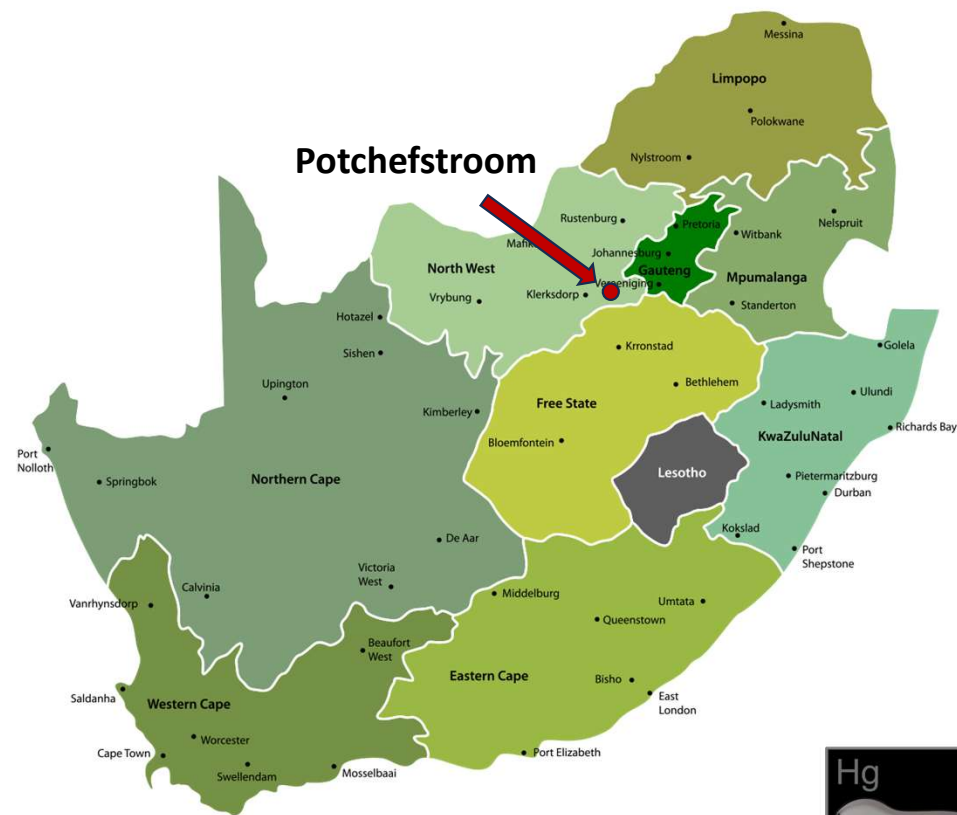 Messina
Limpopo
Polokwane
Potchefstroom
Nylstroom
Rustenburg
Pretoria
Nelspruit
Witbank
Mafik
Johannesburg
North West
Gauteng
Mpumalanga
Vereeniging
Vrybung
Klerksdorp
Standerton
Hotazel
Golela
Krronstad
Sishen
Upington
Bethlehem
Ulundi
Free State
Ladysmith
Kimberley
Richards Bay
Bloemfontein
KwaZuluNatal
Port
Nolloth
Lesotho
Springbok
Northern Cape
Pietermaritzburg
Durban
Kokslad
De Aar
Port
Shepstone
Victoria
West
Calvinia
Middelburg
Umtata
Vanrhynsdorp
Queenstown
Beaufort
West
Eastern Cape
Bisho
Saldanha
East
London
Western Cape
Worcester
Cape Town
Port Elizabeth
Swellendam
Mosselbaai
Hg